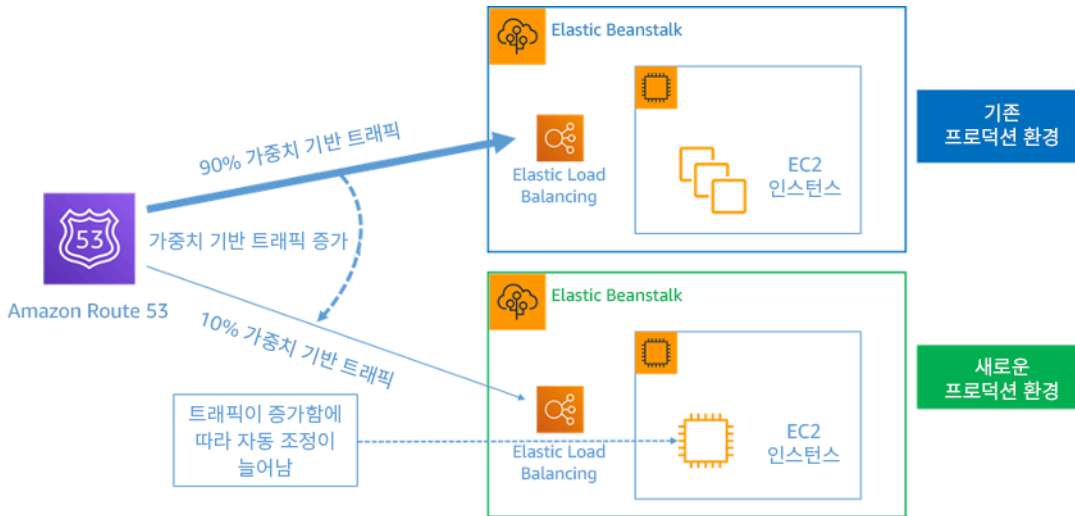 Elastic Beanstalk
90% 가중치 기반 트래픽
Elastic Load
Balancing
EC2
인스턴스
기존
프로덕션 환경
53
가중치 기반 트래픽 증가
Amazon Route 53
10% 가중치 기반 트래픽
Elastic Beanstalk
트래픽이 증가함에
따라 자동 조정이
늘어남
Elastic Load
Balancing
EC2
인스턴스
새로운
프로덕션 환경